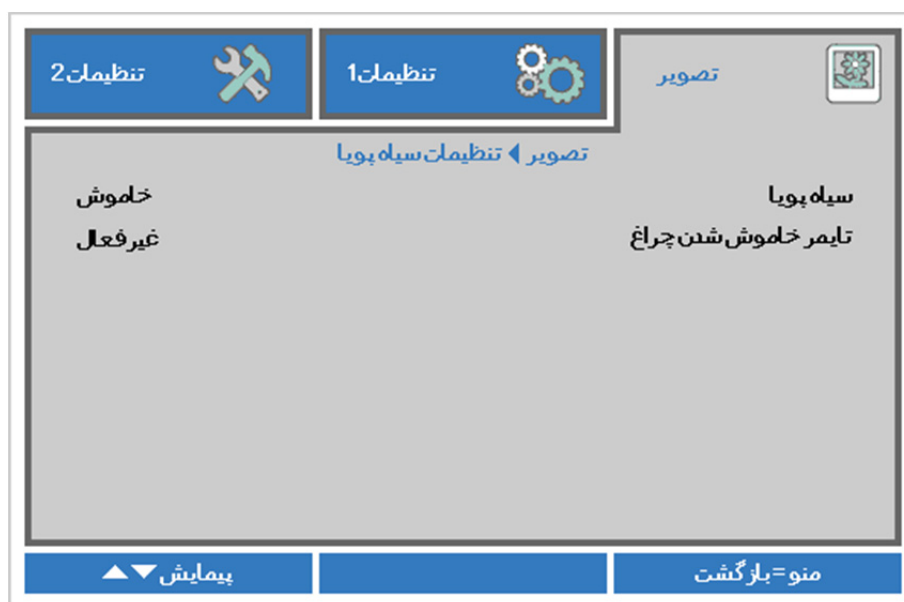 تصویر
تنظیمات1
تنظیمات2
تصویر ◀ تنظیمات سیاه پویا
سیاه پویا
خاموش
تایمر خاموش شدن چراغ
غیرفعال
منو=بازگشت
پیمایش▼▲